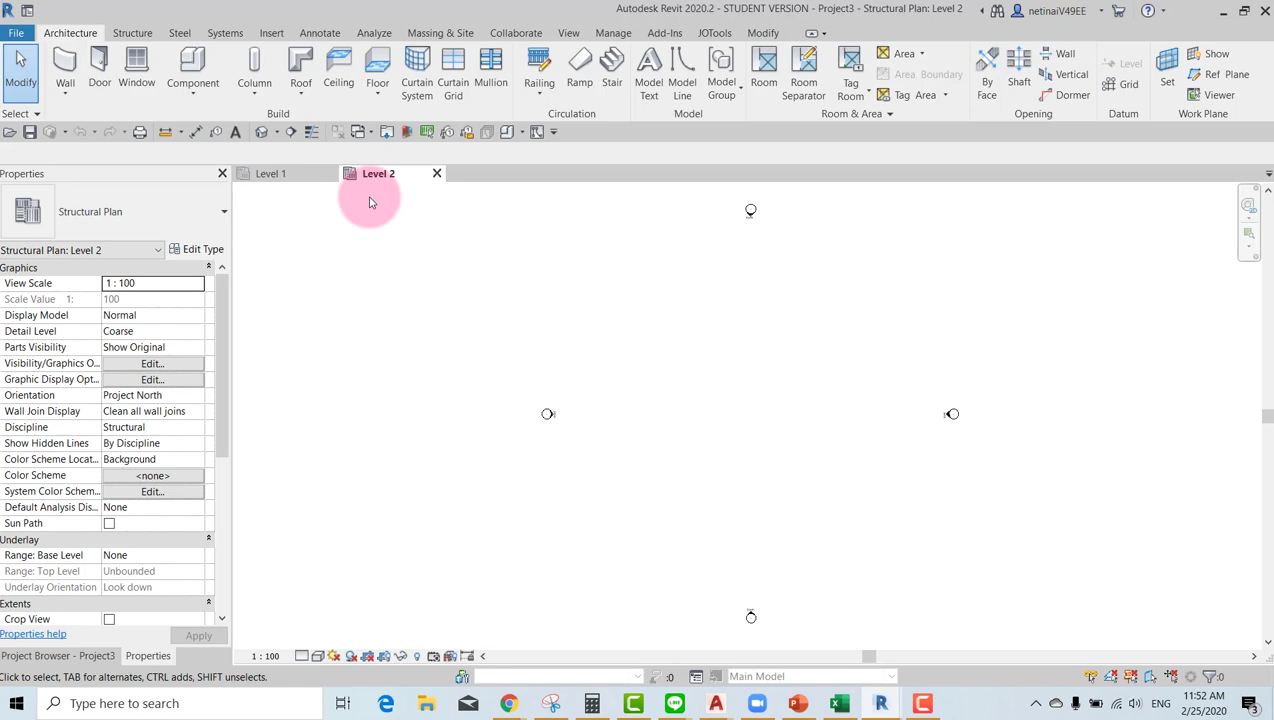 Autodesk Revit 2020.2 - STUDENT VERSION - Project3 - Structural Plan: Level 2
netinaiV49EE
File Architecture Structure Steel Systems Insert Annotate Analyze Massing & Site Collaborate View Manage Add-Ins JOTools Modify
Modify
Wall
Door
Window
Component
Column
Roof
Ceiling
Floor
Curtain System
Curtain Grid
Mullion
Railing
Ramp
Stair
Model Text
Model Line
Model Group
Room
Room Separator
Tag Room
Area
Area Boundary
Tag Area
By Face
Shaft
Wall
Vertical
Dormer
Level
Grid
Set
Show
Ref Plane
Viewer
Select
Build
Circulation
Model
Room & Area
Opening
Datum
Work Plane
Properties
Level 1
Level 2
Structural Plan
Structural Plan: Level 2
Edit Type
Graphics
View Scale 1 : 100
Scale Value 1: 100
Display Model Normal
Detail Level Coarse
Parts Visibility Show Original
Visibility/Graphics O... Edit...
Graphic Display Opt... Edit...
Orientation Project North
Wall Join Display Clean all wall joins
Discipline Structural
Show Hidden Lines By Discipline
Color Scheme Locat... Background
Color Scheme <none>
System Color Schem... Edit...
Default Analysis Dis... None
Sun Path
Underlay
Range: Base Level None
Range: Top Level Unbounded
Underlay Orientation Look down
Extents
Crop View
Properties help
Apply
Project Browser - Project3
Properties
1 : 100
Click to select, TAB for alternates, CTRL adds, SHIFT unselects.
:0
Main Model
:0
Type here to search
ENG
11:52 AM
2/25/2020
3